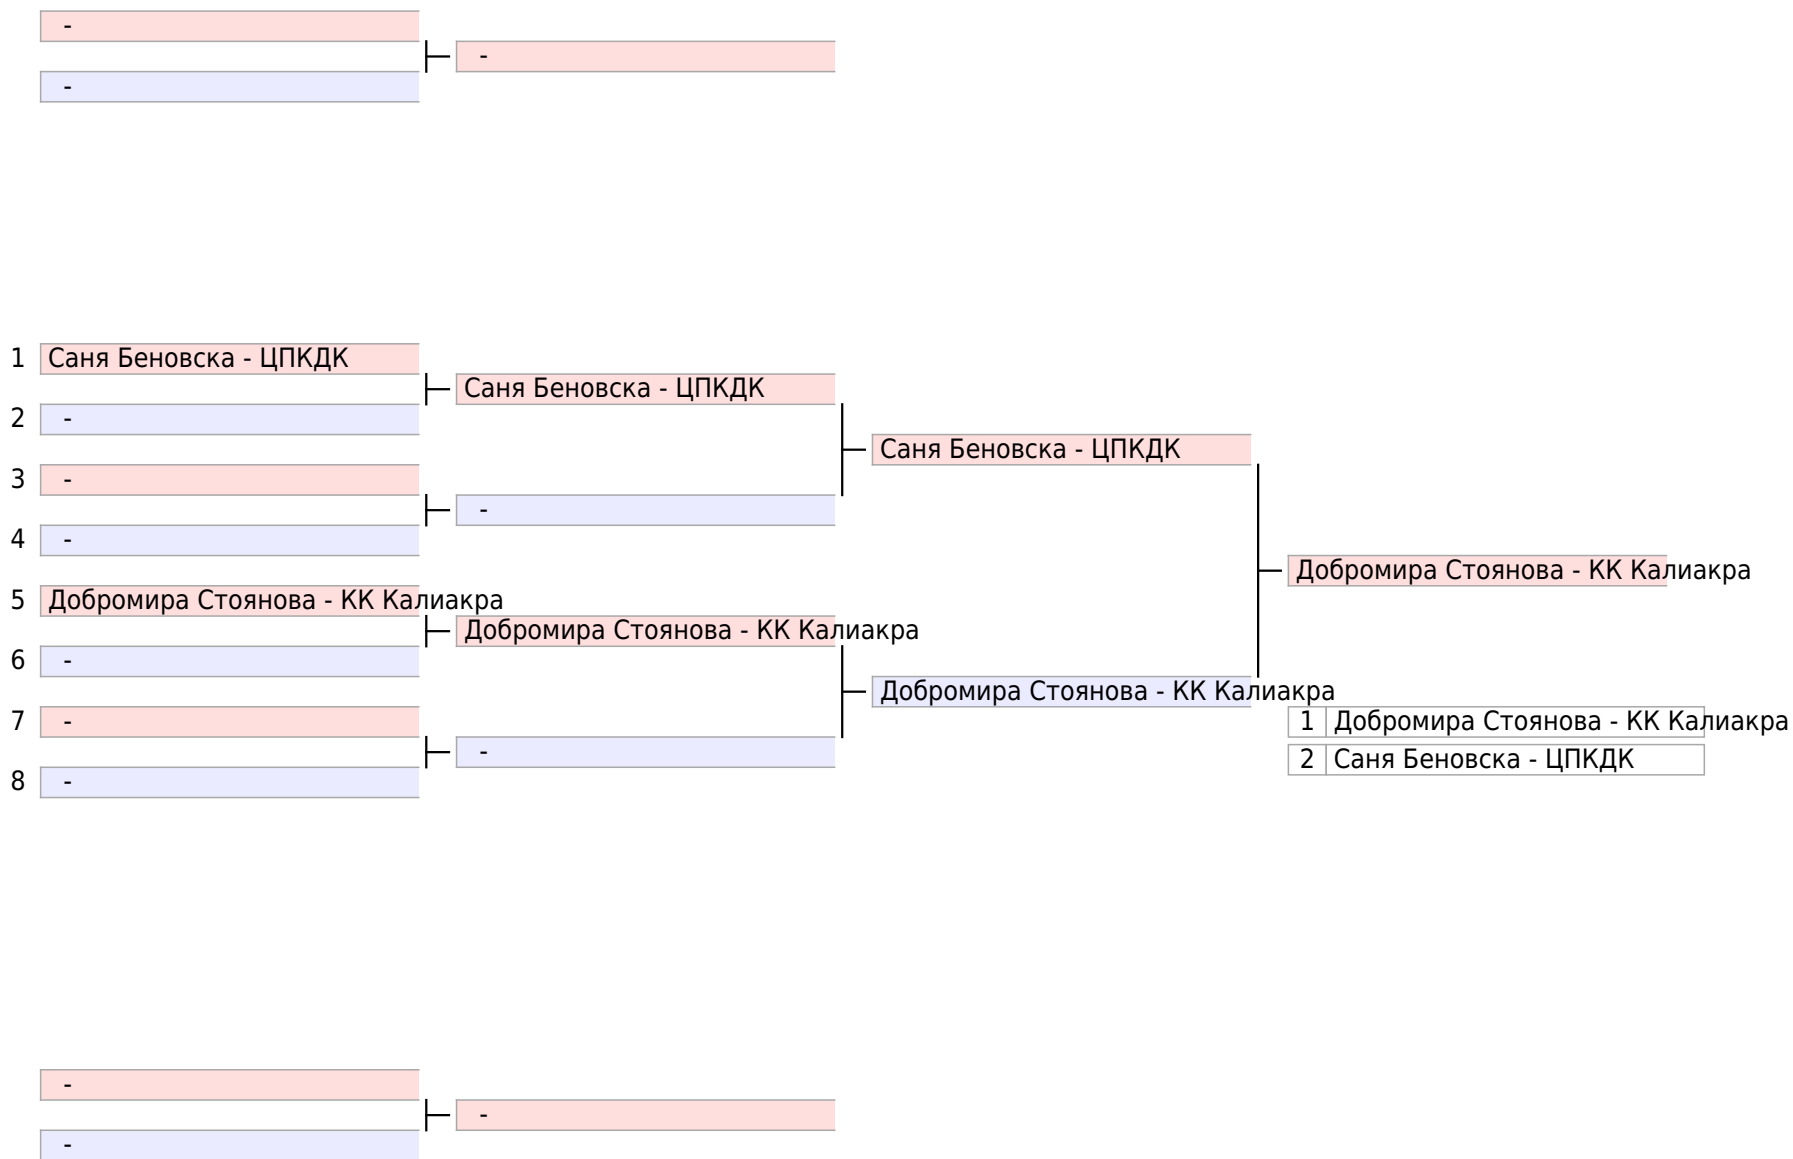 -
-
-
1 Саня Беновска - ЦПКДК
Саня Беновска - ЦПКДК
2 -
Саня Беновска - ЦПКДК
3 -
-
4 -
Добромира Стоянова - КК Калиакра
5 Добромира Стоянова - КК Калиакра
Добромира Стоянова - КК Калиакра
6 -
Добромира Стоянова - КК Калиакра
7 -
1 Добромира Стоянова - КК Калиакра
-
2 Саня Беновска - ЦПКДК
8 -
-
-
-